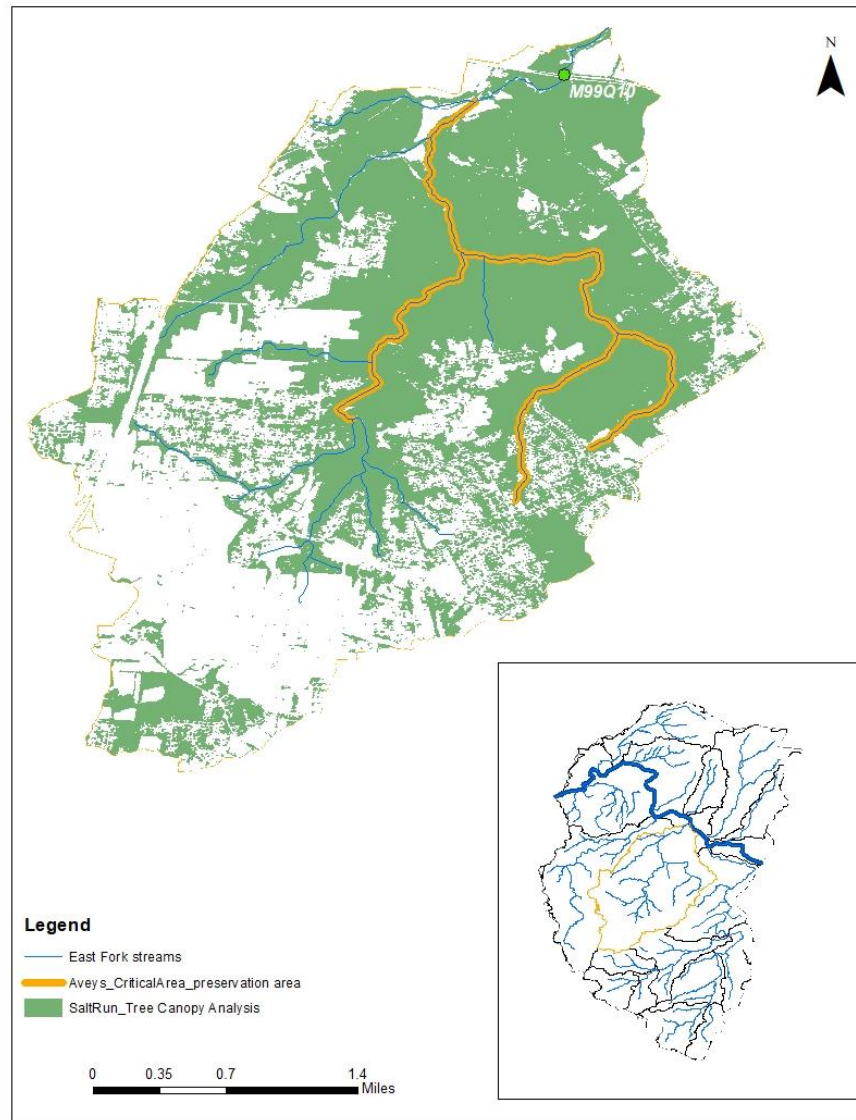 N
M99Q10
Legend
East Fork streams
Aveys_CriticalArea_preservation area
SaltRun_Tree Canopy Analysis
0 0.35 0.7 1.4
Miles